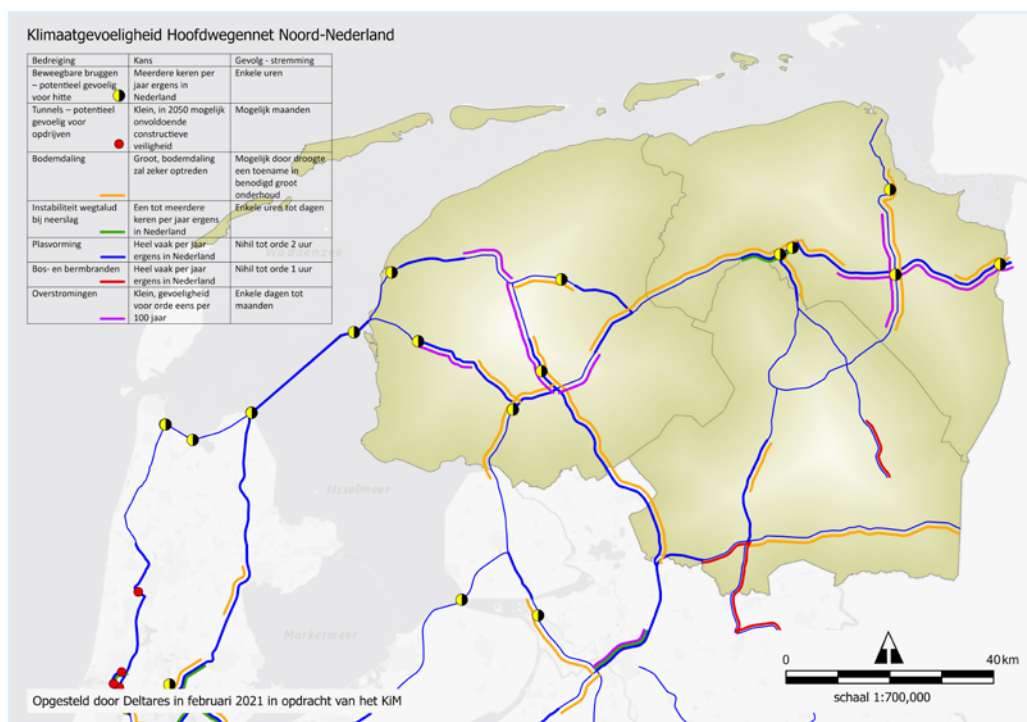 Klimaatgevoeligheid Hoofdwegennet Noord-Nederland
Bedreiging Kans Gevolg - stremming
Beweegbare bruggen Meerdere keren per Enkele uren
– potentieel gevoelig jaar ergens in
voor hitte Nederland
Tunnels – potentieel Klein, in 2050 mogelijk Mogelijk maanden
gevoelig voor onvoldoende
opdrijven constructieve
veiligheid
Bodemdaling Groot, bodemdaling Mogelijk door droogte
zal zeker optreden een toename in
benodigd groot
onderhoud
Instabiliteit wegtalud Een tot meerdere Enkele uren tot dagen
bij neerslag keren per jaar ergens
in Nederland
Plasvorming Heel vaak per jaar Nihil tot orde 2 uur
ergens in Nederland
Bos- en bermbranden Heel vaak per jaar Nihil tot orde 1 uur
ergens in Nederland
Overstromingen Klein, gevoeligheid Enkele dagen tot
voor orde eens per maanden
100 jaar
Waddenzee
IJsselmeer
Markermeer
0 40 km
schaal 1:700,000
Opgesteld door Deltares in februari 2021 in opdracht van het KiM